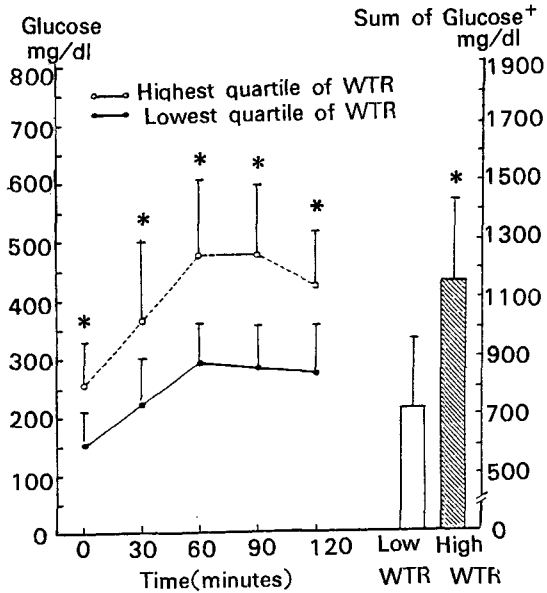 Glucose
mg/dl
Sum of Glucose+
mg/dl
800
700
600
500
400
300
200
100
0
Highest quartile of WTR
Lowest quartile of WTR
*
*
*
*
*
*
1900
1700
1500
1300
1100
900
700
500
0
0 30 60 90 120
Time(minutes)
Low High
WTR WTR